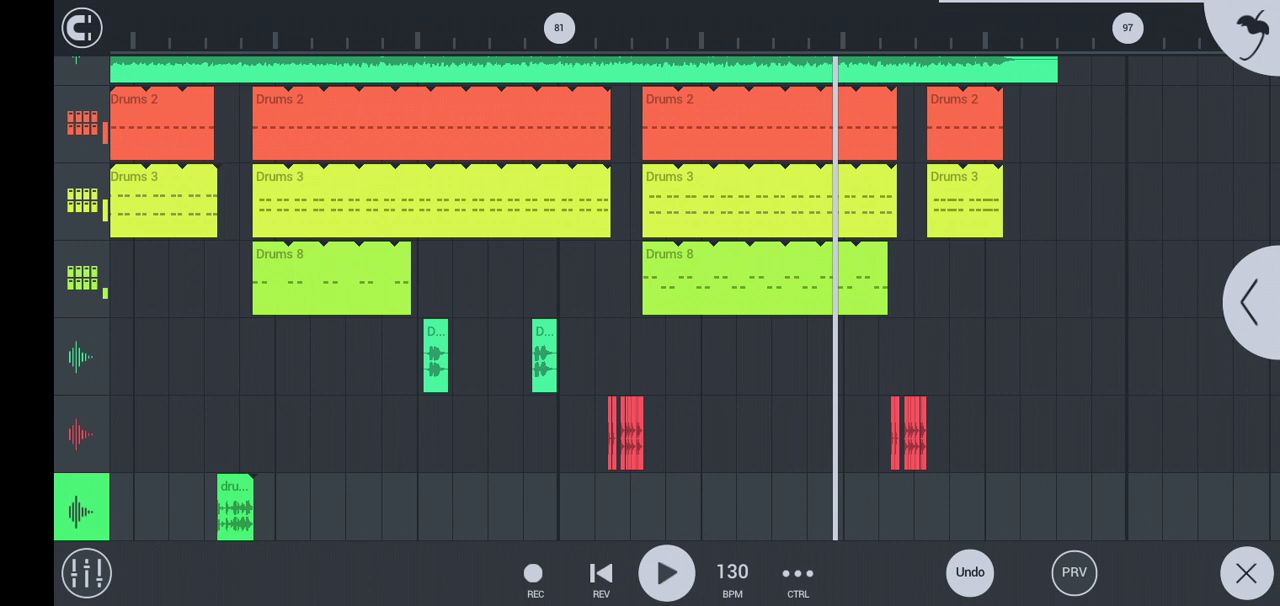 81
97
Drums 2
Drums 2
Drums 2
Drums 2
Drums 3
Drums 3
Drums 3
Drums 3
Drums 8
Drums 8
D...
D...
dru...
130
Undo
PRV
REC
REV
BPM
CTRL